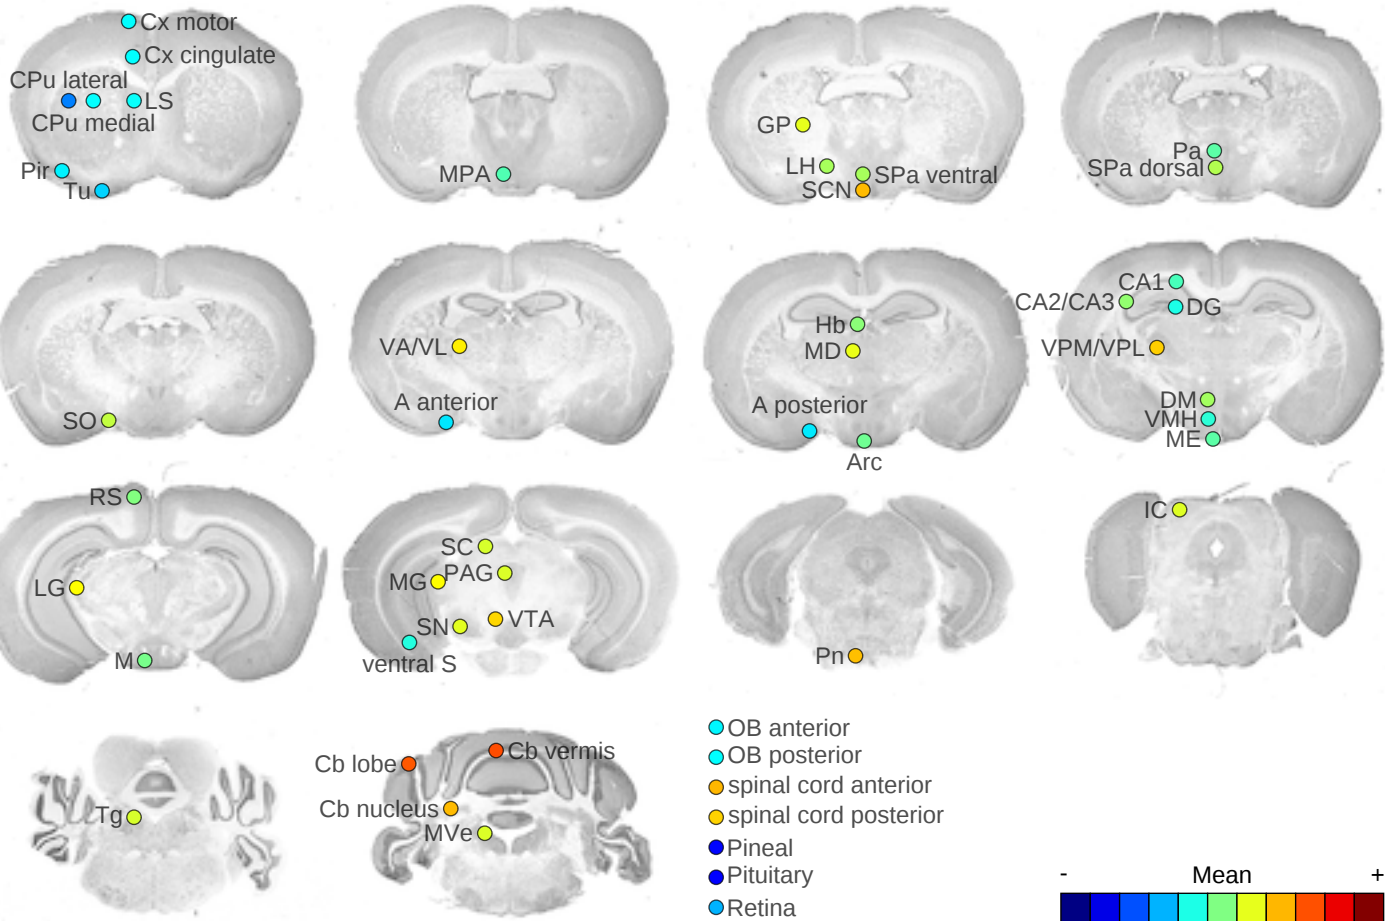 Cx motor
Cx cingulate
CPu lateral
LS
CPu medial
Pir
Tu
MPA
GP
LH
SPa ventral
SCN
Pa
SPa dorsal
SO
VA/VL
A anterior
Hb
MD
A posterior
Arc
CA1
CA2/CA3
DG
VPM/VPL
DM
VMH
ME
RS
LG
M
SC
MG
PAG
SN
VTA
ventral S
Pn
IC
Tg
Cb lobe
Cb vermis
Cb nucleus
MVe
OB anterior
OB posterior
spinal cord anterior
spinal cord posterior
Pineal
Pituitary
Retina
- Mean +